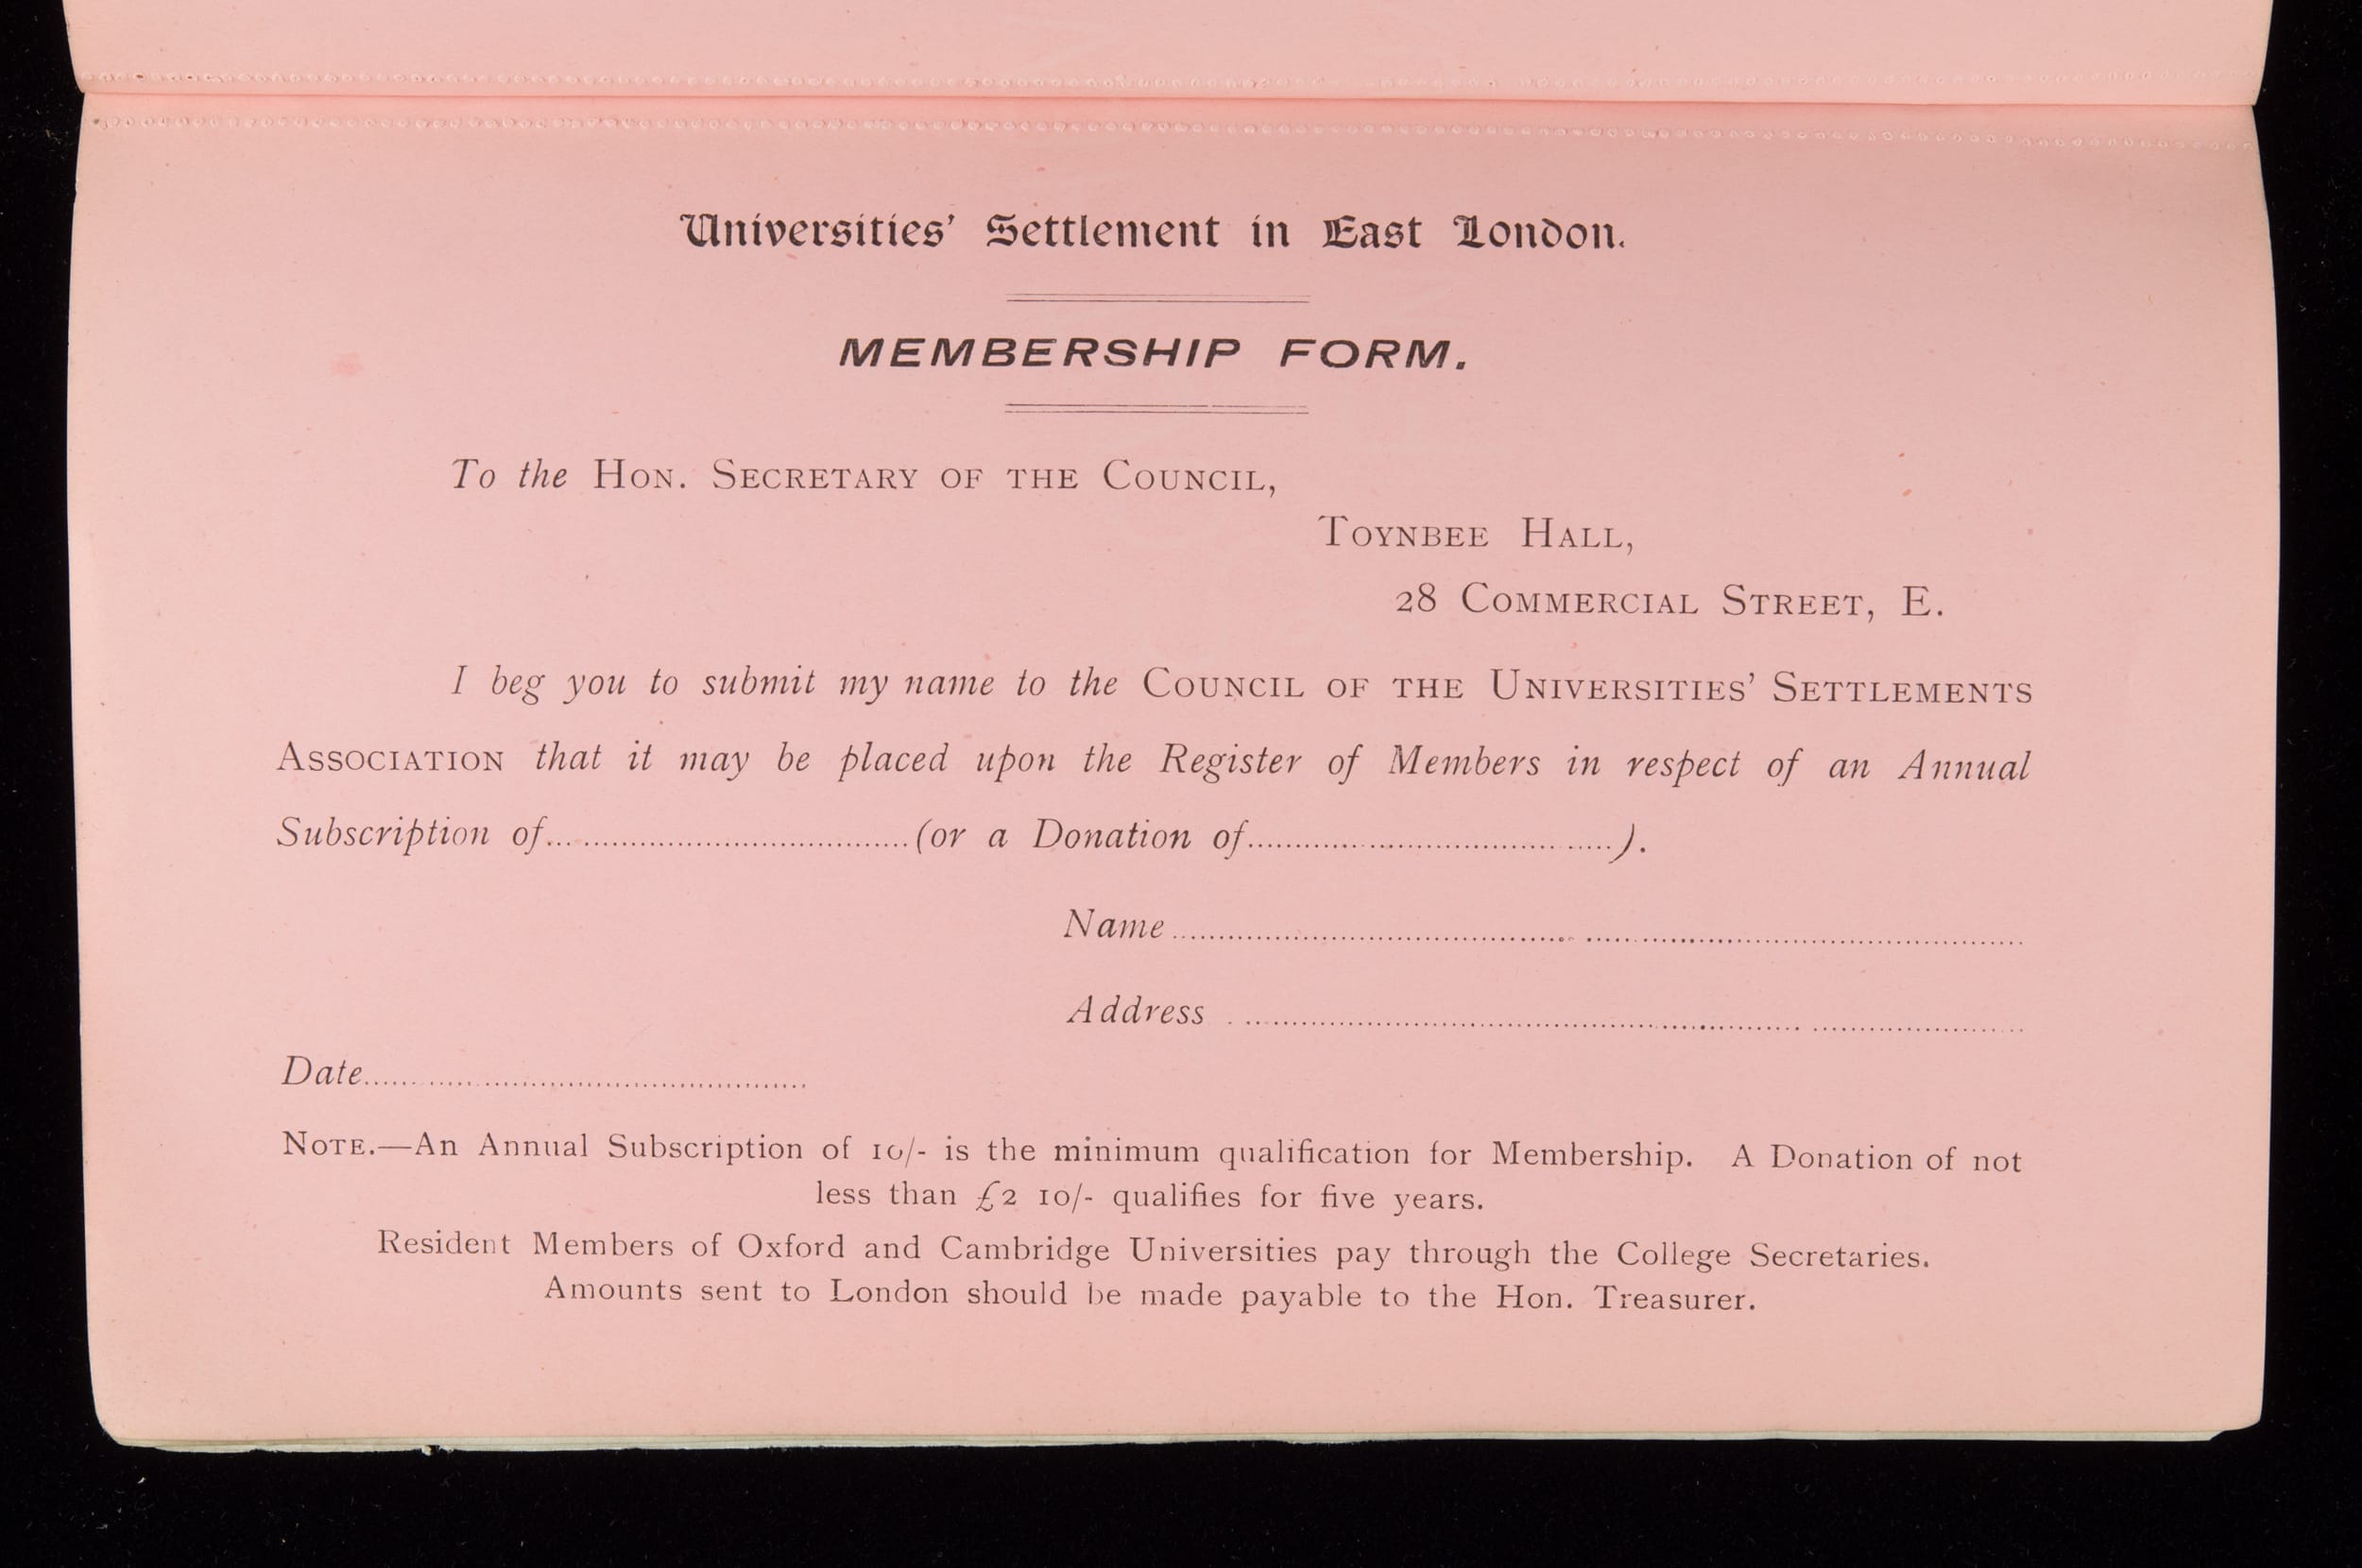 Universities' Settlement in East London.
MEMBERSHIP FORM.
To the HON. SECRETARY OF THE COUNCIL,
TOYNBEE HALL,
28 COMMERCIAL STREET, E.
I beg you to submit my name to the COUNCIL OF THE UNIVERSITIES' SETTLEMENTS
ASSOCIATION that it may be placed upon the Register of Members in respect of an Annual
Subscription of........................................(or a Donation of........................................).
Name................................................................................
Address................................................................................
Date..................................................
NOTE.—An Annual Subscription of 10/- is the minimum qualification for Membership. A Donation of not
less than £2 10/- qualifies for five years.
Resident Members of Oxford and Cambridge Universities pay through the College Secretaries.
Amounts sent to London should be made payable to the Hon. Treasurer.